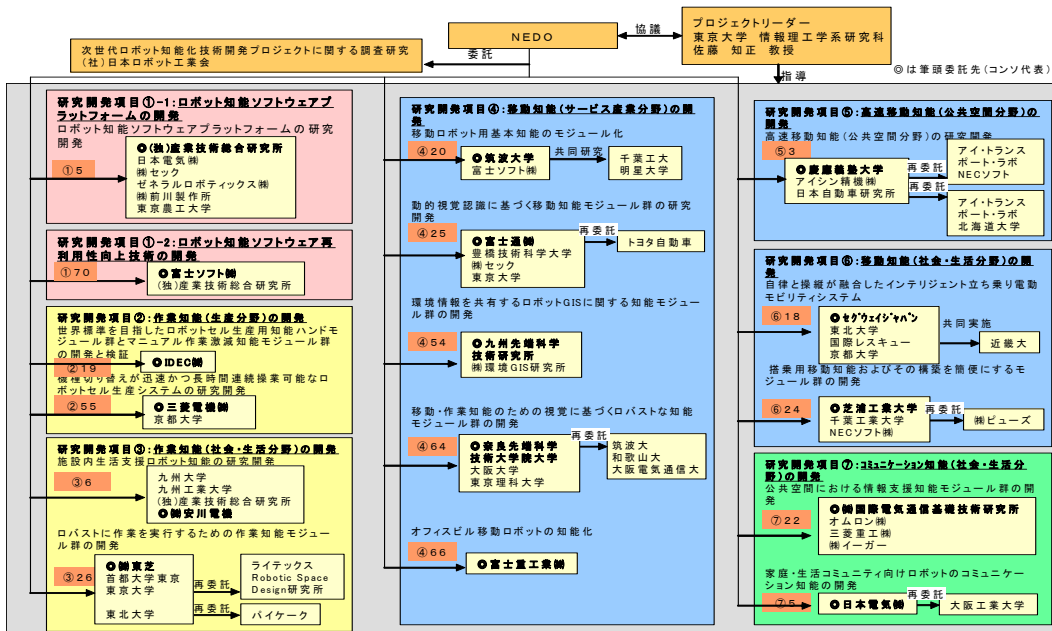 NEDO
協議
プロジェクトリーダー
東京大学 情報理工学系研究科
佐藤 知正 教授
次世代ロボット知能化技術開発プロジェクトに関する調査研究
(社)日本ロボット工業会
委託
指導
◎は筆頭委託先(コンソ代表)
研究開発項目①-1:ロボット知能ソフトウェアプ
ラットフォームの開発
ロボット知能ソフトウェアプラットフォームの研究
開発
①5
◎(独)産業技術総合研究所
日本電気㈱
㈱セック
ゼネラルロボティックス㈱
㈱前川製作所
東京農工大学
研究開発項目①-2:ロボット知能ソフトウェア再
利用性向上技術の開発
①70
◎富士ソフト㈱
(独)産業技術総合研究所
研究開発項目②:作業知能(生産分野)の開発
世界標準を目指したロボットセル生産用知能ハンドモ
ジュール群とマニュアル作業激減知能モジュール群
の開発と検証
②19
◎IDEC㈱
機種切り替えが迅速かつ長時間連続操業可能なロ
ボットセル生産システムの研究開発
②55
◎三菱電機㈱
京都大学
研究開発項目③:作業知能(社会・生活分野)の開発
施設内生活支援ロボット知能の研究開発
③6
九州大学
九州工業大学
(独)産業技術総合研究所
◎㈱安川電機
ロバストに作業を実行するための作業知能モジュー
ル群の開発
③26
◎㈱東芝
首都大学東京
東京大学
東北大学
再委託
ライテックス
Robotic Space
Design研究所
再委託
バイケーク
研究開発項目④:移動知能(サービス産業分野)の開
発
移動ロボット用基本知能のモジュール化
④20
◎筑波大学
富士ソフト㈱
共同研究
千葉工大
明星大学
動的視覚認識に基づく移動知能モジュール群の研究
開発
④25
◎富士通㈱
豊橋技術科学大学
㈱セック
東京大学
再委託
トヨタ自動車
環境情報を共有するロボットGISに関する知能モジュー
ル群の開発
④54
◎九州先端科学
技術研究所
㈱環境GIS研究所
移動・作業知能のための視覚に基づくロバストな知能
モジュール群の開発
④64
◎奈良先端科学
技術大学院大学
大阪大学
東京理科大学
再委託
筑波大
和歌山大
大阪電気通信大
オフィスビル移動ロボットの知能化
④66
◎富士重工業㈱
研究開発項目⑤:高速移動知能(公共空間分野)の開
発
高速移動知能(公共空間分野)の研究開発
⑤3
◎慶應義塾大学
アイシン精機㈱
日本自動車研究所
再委託
アイ・トランス
ポート・ラボ
NECソフト
再委託
アイ・トランス
ポート・ラボ
北海道大学
研究開発項目⑥:移動知能(社会・生活分野)の開
発
自律と操縦が融合したインテリジェント立ち乗り電動
モビリティシステム
⑥18
◎セグウェイジャパン
東北大学
国際レスキュー
京都大学
共同実施
近畿大
搭乗用移動知能およびその構築を簡便にするモ
ジュール群の開発
⑥24
◎芝浦工業大学
千葉工業大学
NECソフト㈱
再委託
㈱ピューズ
研究開発項目⑦:コミュニケーション知能(社会・生活分
野)の開発
公共空間における情報支援知能モジュール群の開
発
⑦22
◎㈱国際電気通信基礎技術研究所
オムロン㈱
三菱重工㈱
㈱イーガー
家庭・生活コミュニティ向けロボットのコミュニケー
ション知能の開発
⑦5
◎日本電気㈱
再委託
大阪工業大学